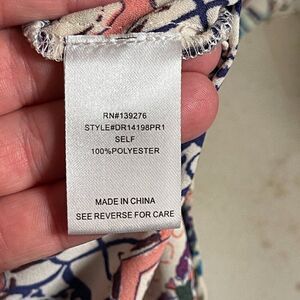 RN#139276
STYLE#DR14198PR1
SELF
100%POLYESTER
MADE IN CHINA
SEE REVERSE FOR CARE